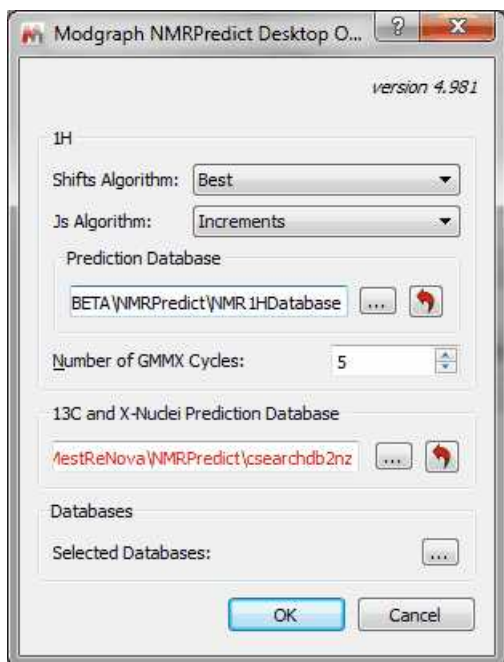 Modgraph NMRPredict Desktop O...
version 4.981
1H
Shifts Algorithm: Best
Js Algorithm: Increments
Prediction Database
BETA\NMRPredict\NMR1HDatabase ...
Number of GMMX Cycles: 5
13C and X-Nuclei Prediction Database
MestReNova\NMRPredict\csearchdb2nz ...
Databases
Selected Databases: ...
OK Cancel